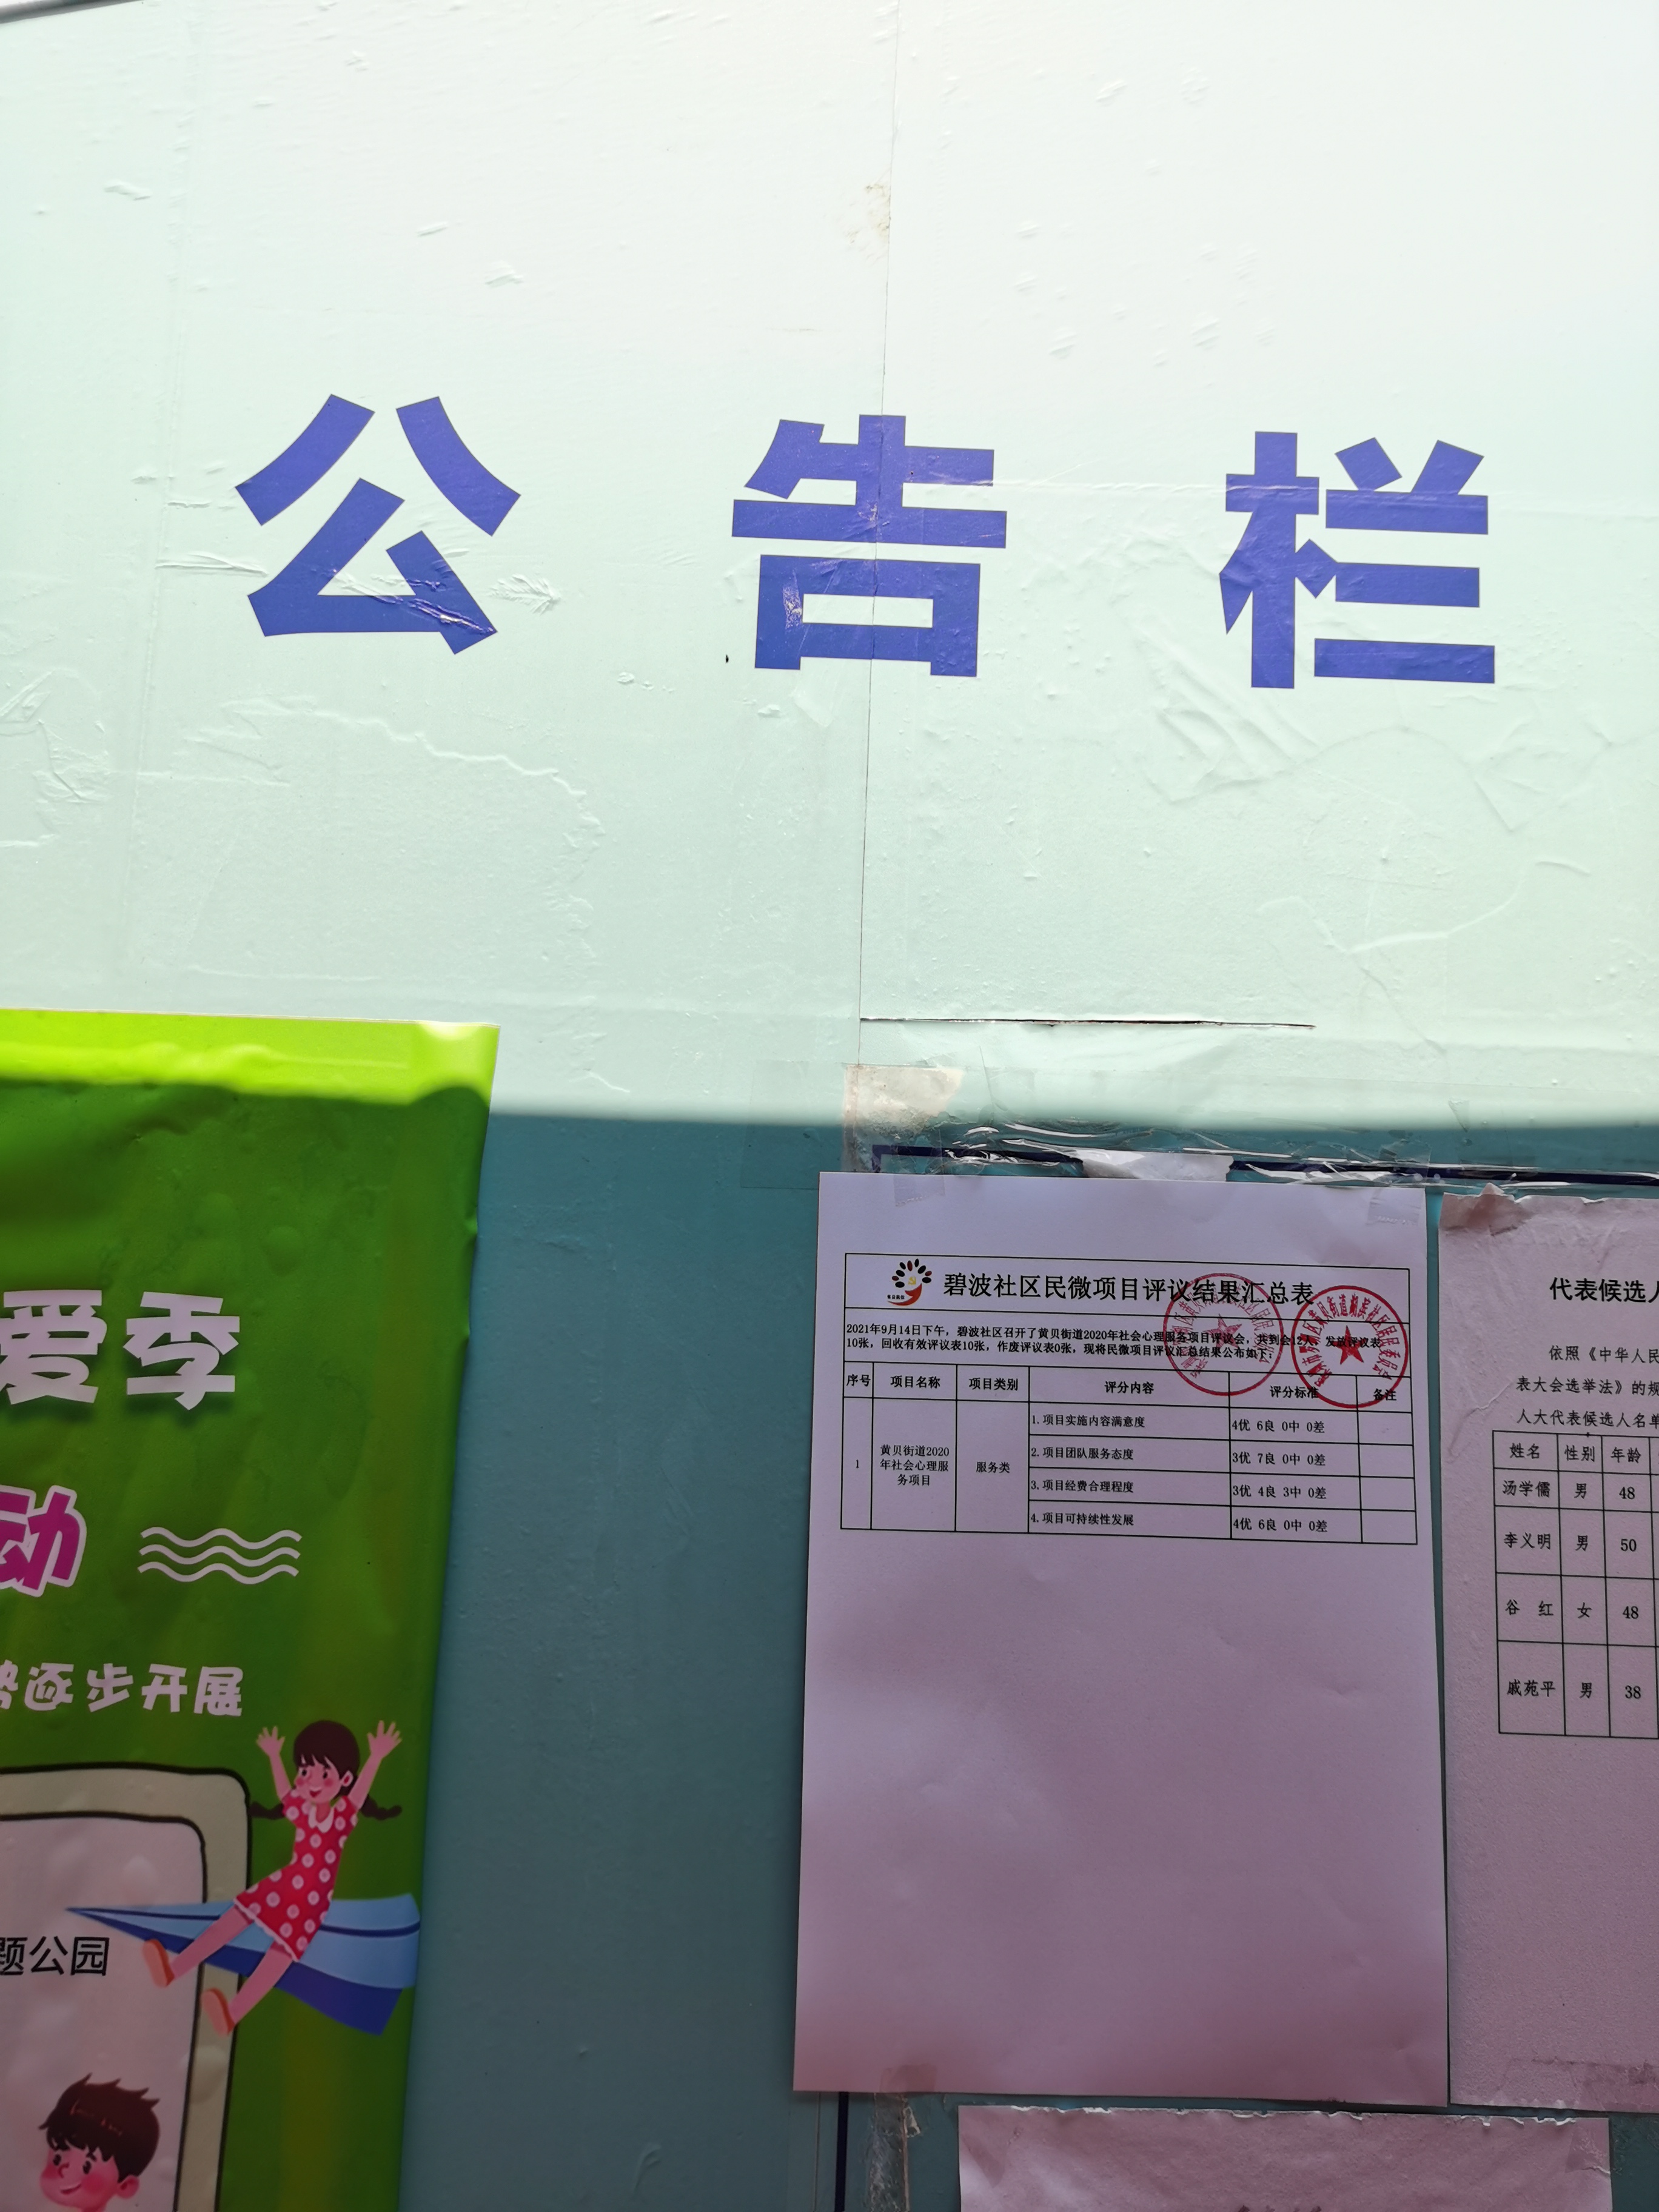 公告栏
爱季
动
逐步开展
题公园
碧波社区民微项目评议结果汇总表
2021年9月14日下午，碧波社区召开了黄贝街道2020年社会心理服务项目评议会，共到会12人，发放评议表
10张，回收有效评议表10张，作废评议表0张，现将民微项目评议汇总结果公布如下：
序号 项目名称 项目类别 评分内容 评分标准 备注
1 黄贝街道2020年社会心理服务项目 服务类
1.项目实施内容满意度 4优 6良 0中 0差
2.项目团队服务态度 3优 7良 0中 0差
3.项目经费合理程度 3优 4良 3中 0差
4.项目可持续性发展 4优 6良 0中 0差
代表候选人
依照《中华人民
表大会选举法》的规
人大代表候选人名单
姓名 性别 年龄
汤学儒 男 48
李义明 男 50
谷 红 女 48
戚苑平 男 38